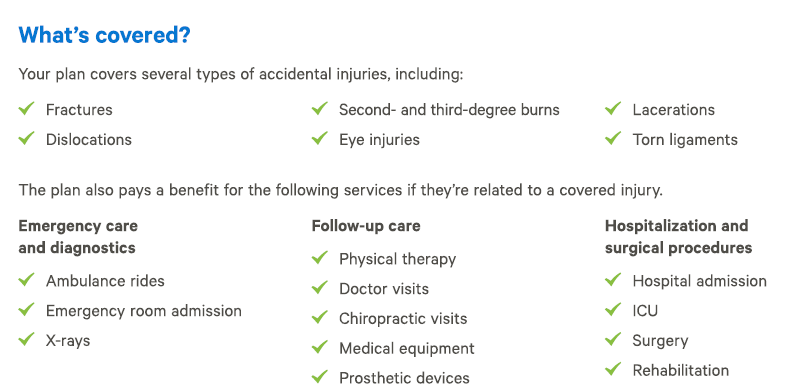 What's covered?
Your plan covers several types of accidental injuries, including:
Fractures
Dislocations
Second- and third-degree burns
Eye injuries
Lacerations
Torn ligaments
The plan also pays a benefit for the following services if they're related to a covered injury.
Emergency care
and diagnostics
Ambulance rides
Emergency room admission
X-rays
Follow-up care
Physical therapy
Doctor visits
Chiropractic visits
Medical equipment
Prosthetic devices
Hospitalization and
surgical procedures
Hospital admission
ICU
Surgery
Rehabilitation